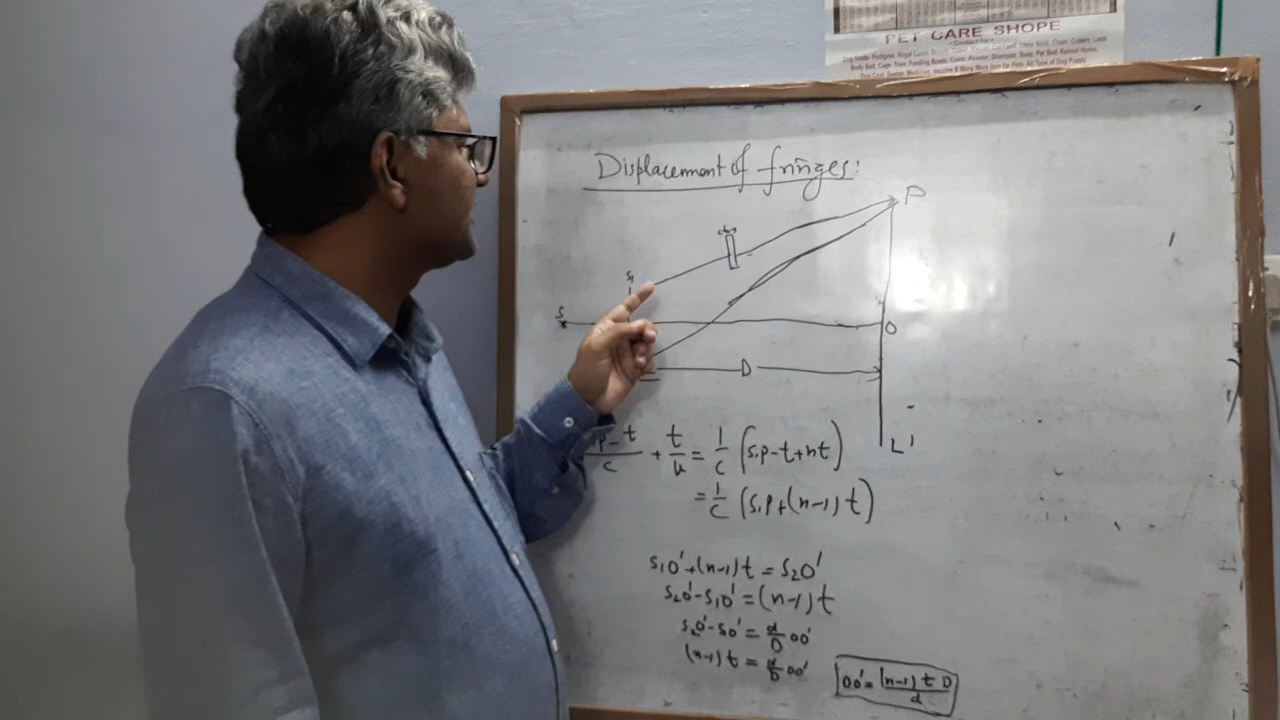 PET CARE SHOPE
Displacement of fringes:
P
S1
S
O
D
L'
P-t/c + t/u = 1/c (S1P-t+nt)
= 1/c (S1P+(n-1) t)
S1O'+(n-1) t = S2O'
S2O'-S1O' = (n-1) t
S2O'-S1O' = d/D OO'
(n-1) t = d/D OO'
OO' = (n-1) t D/d